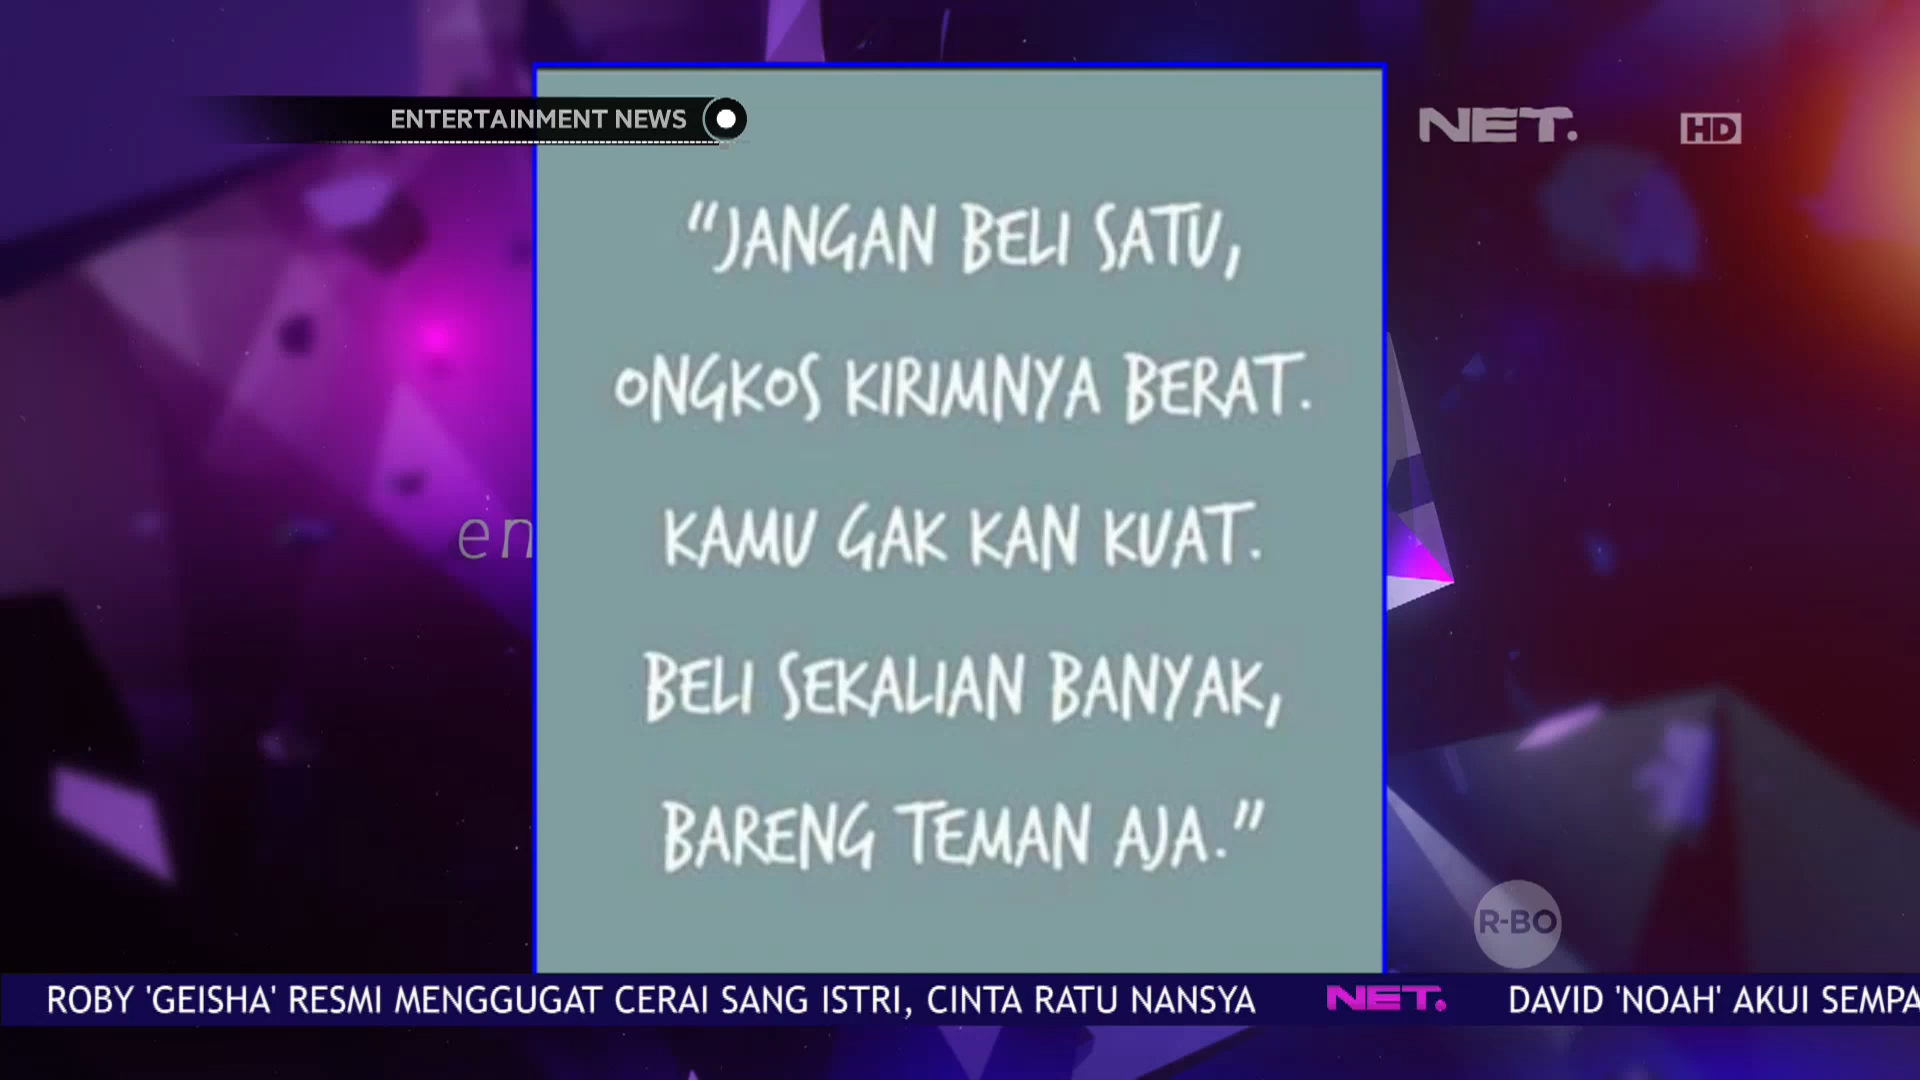 ENTERTAINMENT NEWS
NET.
HD
"JANGAN BELI SATU,
ONGKOS KIRIMNYA BERAT.
KAMU GAK KAN KUAT.
BELI SEKALIAN BANYAK,
BARENG TEMAN AJA."
en
R-BO
ROBY 'GEISHA' RESMI MENGGUGAT CERAI SANG ISTRI, CINTA RATU NANSYA NET. DAVID 'NOAH' AKUI SEMPA